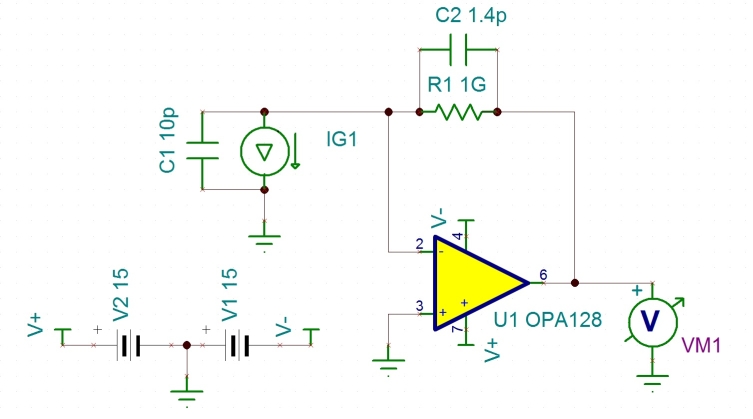 C2 1.4p
R1 1G
C1 10p
IG1
V-
2
4
-
6
3
+
+
7
V+
U1 OPA128
+
V
VM1
V+
+
V2 15
+
V1 15
V-